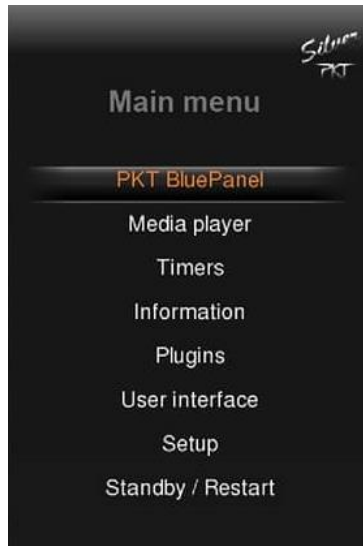 Silver
PKT
Main menu
PKT BluePanel
Media player
Timers
Information
Plugins
User interface
Setup
Standby / Restart